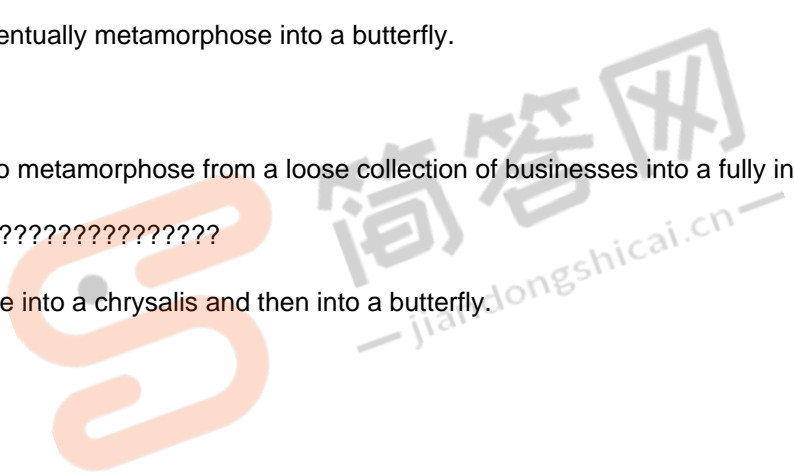 entually metamorphose into a butterfly.
o metamorphose from a loose collection of businesses into a fully in
???????????????
e into a chrysalis and then into a butterfly.
简答网
jiandongshicai.cn